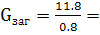 Gзаг = 11.8/0.8 =